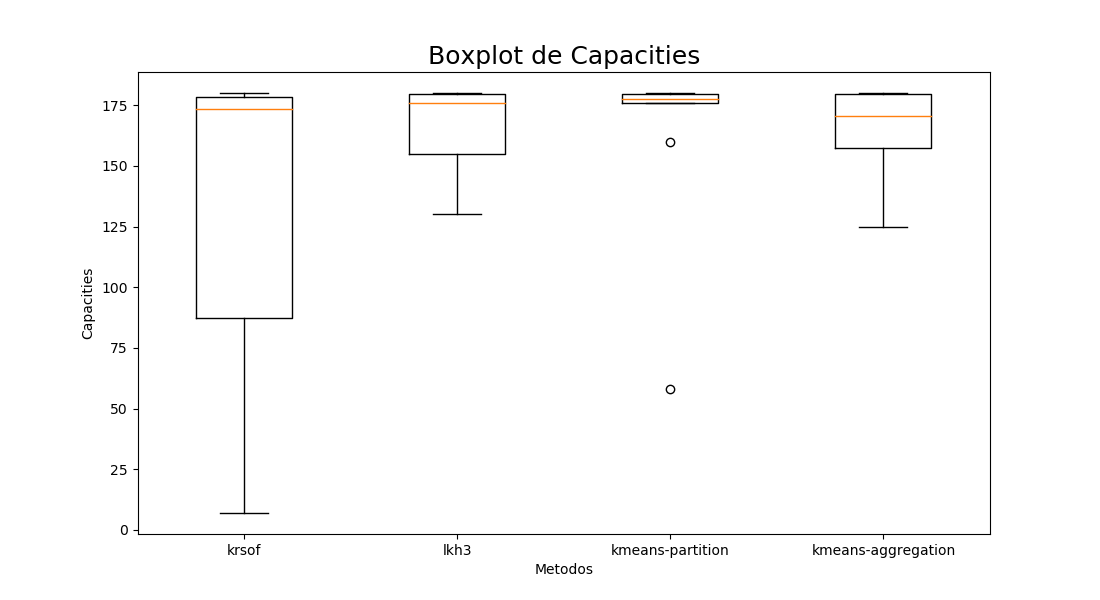 Boxplot de Capacities
175
150
125
100
75
50
25
0
Capacities
krsof lkh3 kmeans-partition kmeans-aggregation
Metodos